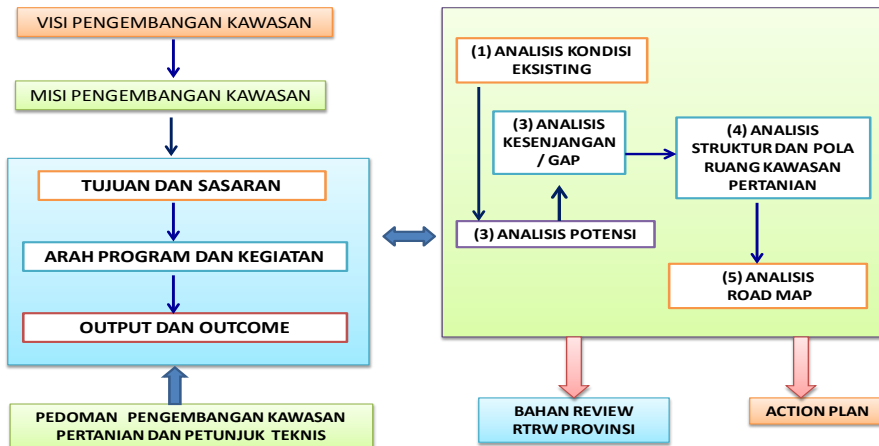 VISI PENGEMBANGAN KAWASAN
MISI PENGEMBANGAN KAWASAN
TUJUAN DAN SASARAN
ARAH PROGRAM DAN KEGIATAN
OUTPUT DAN OUTCOME
PEDOMAN PENGEMBANGAN KAWASAN
PERTANIAN DAN PETUNJUK TEKNIS
(1) ANALISIS KONDISI
EKSISTING
(3) ANALISIS
KESENJANGAN
/ GAP
(3) ANALISIS POTENSI
(4) ANALISIS
STRUKTUR DAN POLA
RUANG KAWASAN
PERTANIAN
(5) ANALISIS
ROAD MAP
BAHAN REVIEW
RTRW PROVINSI
ACTION PLAN